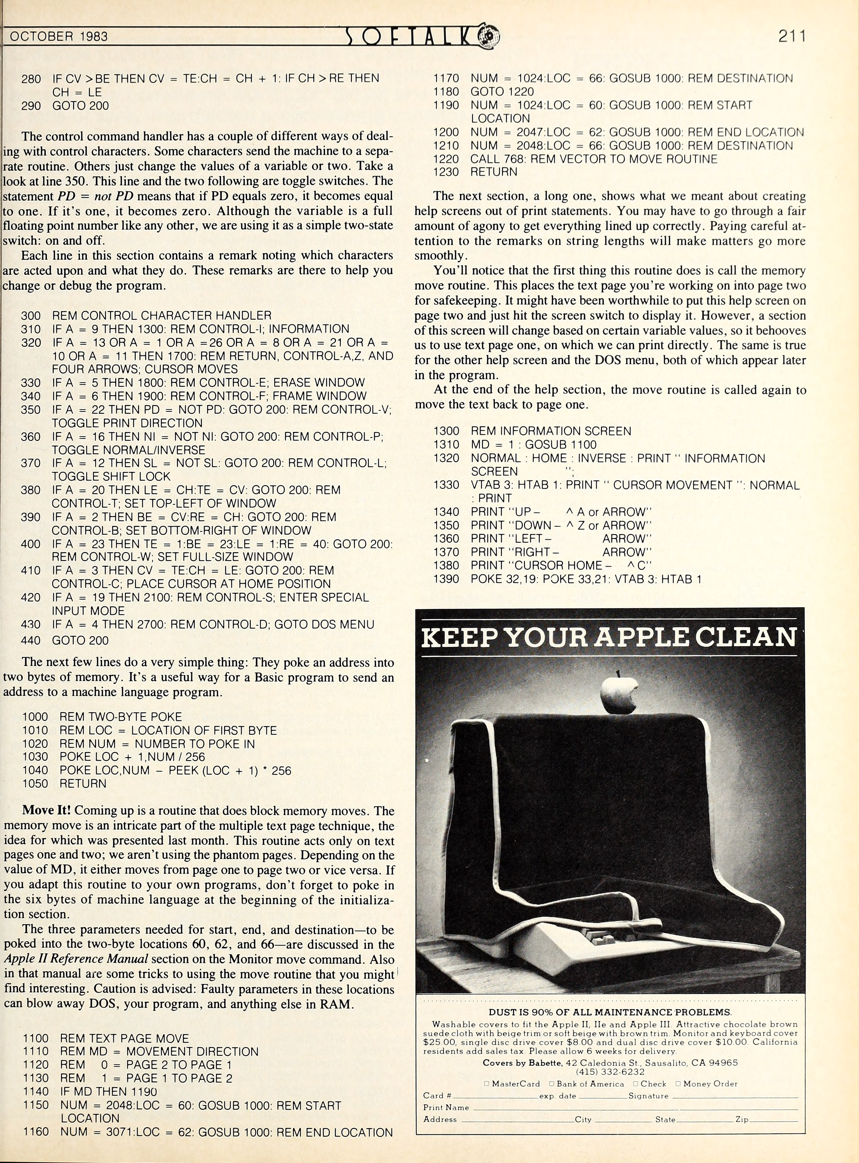 OCTOBER 1983
SOFTALK
211
280 IF CV > BE THEN CV = TE:CH = CH + 1: IF CH > RE THEN
CH = LE
290 GOTO 200
The control command handler has a couple of different ways of deal-
ing with control characters. Some characters send the machine to a sepa-
rate routine. Others just change the values of a variable or two. Take a
look at line 350. This line and the two following are toggle switches. The
statement PD = not PD means that if PD equals zero, it becomes equal
to one. If it's one, it becomes zero. Although the variable is a full
floating point number like any other, we are using it as a simple two-state
switch: on and off.
Each line in this section contains a remark noting which characters
are acted upon and what they do. These remarks are there to help you
change or debug the program.
300 REM CONTROL CHARACTER HANDLER
310 IF A = 9 THEN 1300: REM CONTROL-I; INFORMATION
320 IF A = 13 OR A = 1 OR A =26 OR A = 8 OR A = 21 OR A =
10 OR A = 11 THEN 1700: REM RETURN, CONTROL-A,Z, AND
FOUR ARROWS; CURSOR MOVES
330 IF A = 5 THEN 1800: REM CONTROL-E; ERASE WINDOW
340 IF A = 6 THEN 1900: REM CONTROL-F; FRAME WINDOW
350 IF A = 22 THEN PD = NOT PD: GOTO 200: REM CONTROL-V;
TOGGLE PRINT DIRECTION
360 IF A = 16 THEN NI = NOT NI: GOTO 200: REM CONTROL-P;
TOGGLE NORMAL/INVERSE
370 IF A = 12 THEN SL = NOT SL: GOTO 200: REM CONTROL-L;
TOGGLE SHIFT LOCK
380 IF A = 20 THEN LE = CH:TE = CV: GOTO 200: REM
CONTROL-T; SET TOP-LEFT OF WINDOW
390 IF A = 2 THEN BE = CV:RE = CH: GOTO 200: REM
CONTROL-B; SET BOTTOM-RIGHT OF WINDOW
400 IF A = 23 THEN TE = 1:BE = 23:LE = 1:RE = 40: GOTO 200:
REM CONTROL-W; SET FULL-SIZE WINDOW
410 IF A = 3 THEN CV = TE:CH = LE: GOTO 200: REM
CONTROL-C; PLACE CURSOR AT HOME POSITION
420 IF A = 19 THEN 2100: REM CONTROL-S; ENTER SPECIAL
INPUT MODE
430 IF A = 4 THEN 2700: REM CONTROL-D; GOTO DOS MENU
440 GOTO 200
The next few lines do a very simple thing: They poke an address into
two bytes of memory. It's a useful way for a Basic program to send an
address to a machine language program.
1000 REM TWO-BYTE POKE
1010 REM LOC = LOCATION OF FIRST BYTE
1020 REM NUM = NUMBER TO POKE IN
1030 POKE LOC + 1,NUM / 256
1040 POKE LOC,NUM − PEEK (LOC + 1) * 256
1050 RETURN
Move It! Coming up is a routine that does block memory moves. The
memory move is an intricate part of the multiple text page technique, the
idea for which was presented last month. This routine acts only on text
pages one and two; we aren't using the phantom pages. Depending on the
value of MD, it either moves from page one to page two or vice versa. If
you adapt this routine to your own programs, don't forget to poke in
the six bytes of machine language at the beginning of the initializa-
tion section.
The three parameters needed for start, end, and destination—to be
poked into the two-byte locations 60, 62, and 66—are discussed in the
Apple II Reference Manual section on the Monitor move command. Also
in that manual are some tricks to using the move routine that you might
find interesting. Caution is advised: Faulty parameters in these locations
can blow away DOS, your program, and anything else in RAM.
1100 REM TEXT PAGE MOVE
1110 REM MD = MOVEMENT DIRECTION
1120 REM 0 = PAGE 2 TO PAGE 1
1130 REM 1 = PAGE 1 TO PAGE 2
1140 IF MD THEN 1190
1150 NUM = 2048:LOC = 60: GOSUB 1000: REM START
LOCATION
1160 NUM = 3071:LOC = 62: GOSUB 1000: REM END LOCATION
1170 NUM = 1024:LOC = 66: GOSUB 1000: REM DESTINATION
1180 GOTO 1220
1190 NUM = 1024:LOC = 60: GOSUB 1000: REM START
LOCATION
1200 NUM = 2047:LOC = 62: GOSUB 1000: REM END LOCATION
1210 NUM = 2048:LOC = 66: GOSUB 1000: REM DESTINATION
1220 CALL 768: REM VECTOR TO MOVE ROUTINE
1230 RETURN
The next section, a long one, shows what we meant about creating
help screens out of print statements. You may have to go through a fair
amount of agony to get everything lined up correctly. Paying careful at-
tention to the remarks on string lengths will make matters go more
smoothly.
You'll notice that the first thing this routine does is call the memory
move routine. This places the text page you're working on into page two
for safekeeping. It might have been worthwhile to put this help screen on
page two and just hit the screen switch to display it. However, a section
of this screen will change based on certain variable values, so it behooves
us to use text page one, on which we can print directly. The same is true
for the other help screen and the DOS menu, both of which appear later
in the program.
At the end of the help section, the move routine is called again to
move the text back to page one.
1300 REM INFORMATION SCREEN
1310 MD = 1 : GOSUB 1100
1320 NORMAL : HOME : INVERSE : PRINT " INFORMATION
SCREEN ";
1330 VTAB 3: HTAB 1: PRINT " CURSOR MOVEMENT ": NORMAL
: PRINT
1340 PRINT "UP – ^ A or ARROW"
1350 PRINT "DOWN – ^ Z or ARROW"
1360 PRINT "LEFT – ARROW"
1370 PRINT "RIGHT – ARROW"
1380 PRINT "CURSOR HOME – ^ C"
1390 POKE 32,19: POKE 33,21: VTAB 3: HTAB 1
KEEP YOUR APPLE CLEAN
DUST IS 90% OF ALL MAINTENANCE PROBLEMS.
Washable covers to fit the Apple II, IIe and Apple III. Attractive chocolate brown
suede cloth with beige trim or soft beige with brown trim. Monitor and keyboard cover
$25.00, single disc drive cover $8.00 and dual disc drive cover $10.00. California
residents add sales tax. Please allow 6 weeks for delivery.
Covers by Babette, 42 Caledonia St., Sausalito, CA 94965
(415) 332-6232
□ MasterCard □ Bank of America □ Check □ Money Order
Card # exp. date Signature
Print Name
Address City State Zip